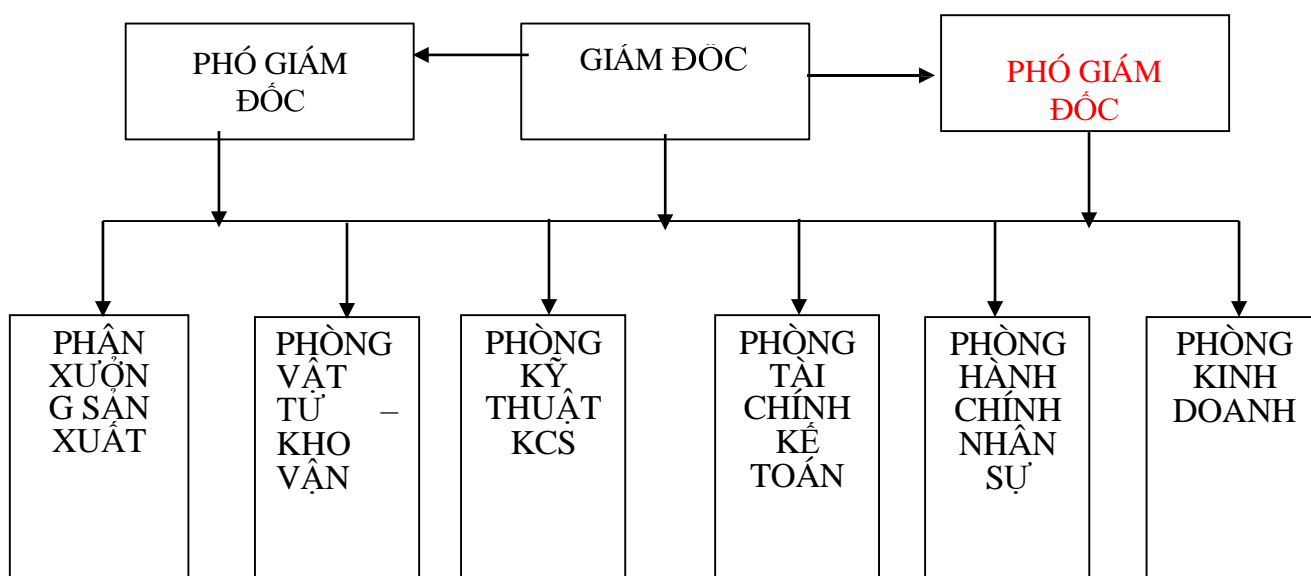 PHÓ GIÁM
ĐỐC
GIÁM ĐỐC
PHÓ GIÁM
ĐỐC
PHÂN
XƯỞN
G SẢN
XUẤT
PHÒNG
VẬT
TƯ –
KHO
VẬN
PHÒNG
KỸ
THUẬT
KCS
PHÒNG
TÀI
CHÍNH
KẾ
TOÁN
PHÒNG
HÀNH
CHÍNH
NHÂN
SỰ
PHÒNG
KINH
DOANH